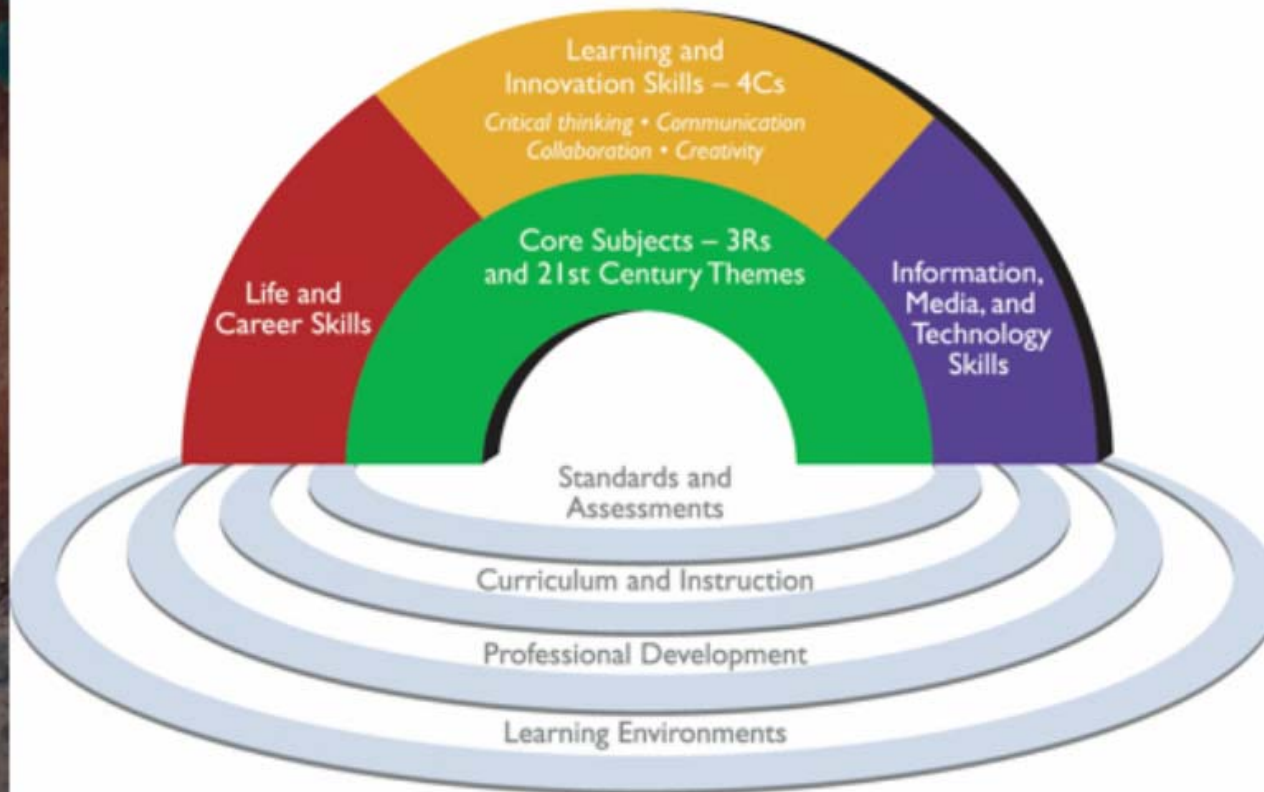 Learning and
Innovation Skills – 4Cs
Critical thinking • Communication
Collaboration • Creativity
Core Subjects – 3Rs
and 21st Century Themes
Life and
Career Skills
Information,
Media, and
Technology
Skills
Standards and
Assessments
Curriculum and Instruction
Professional Development
Learning Environments